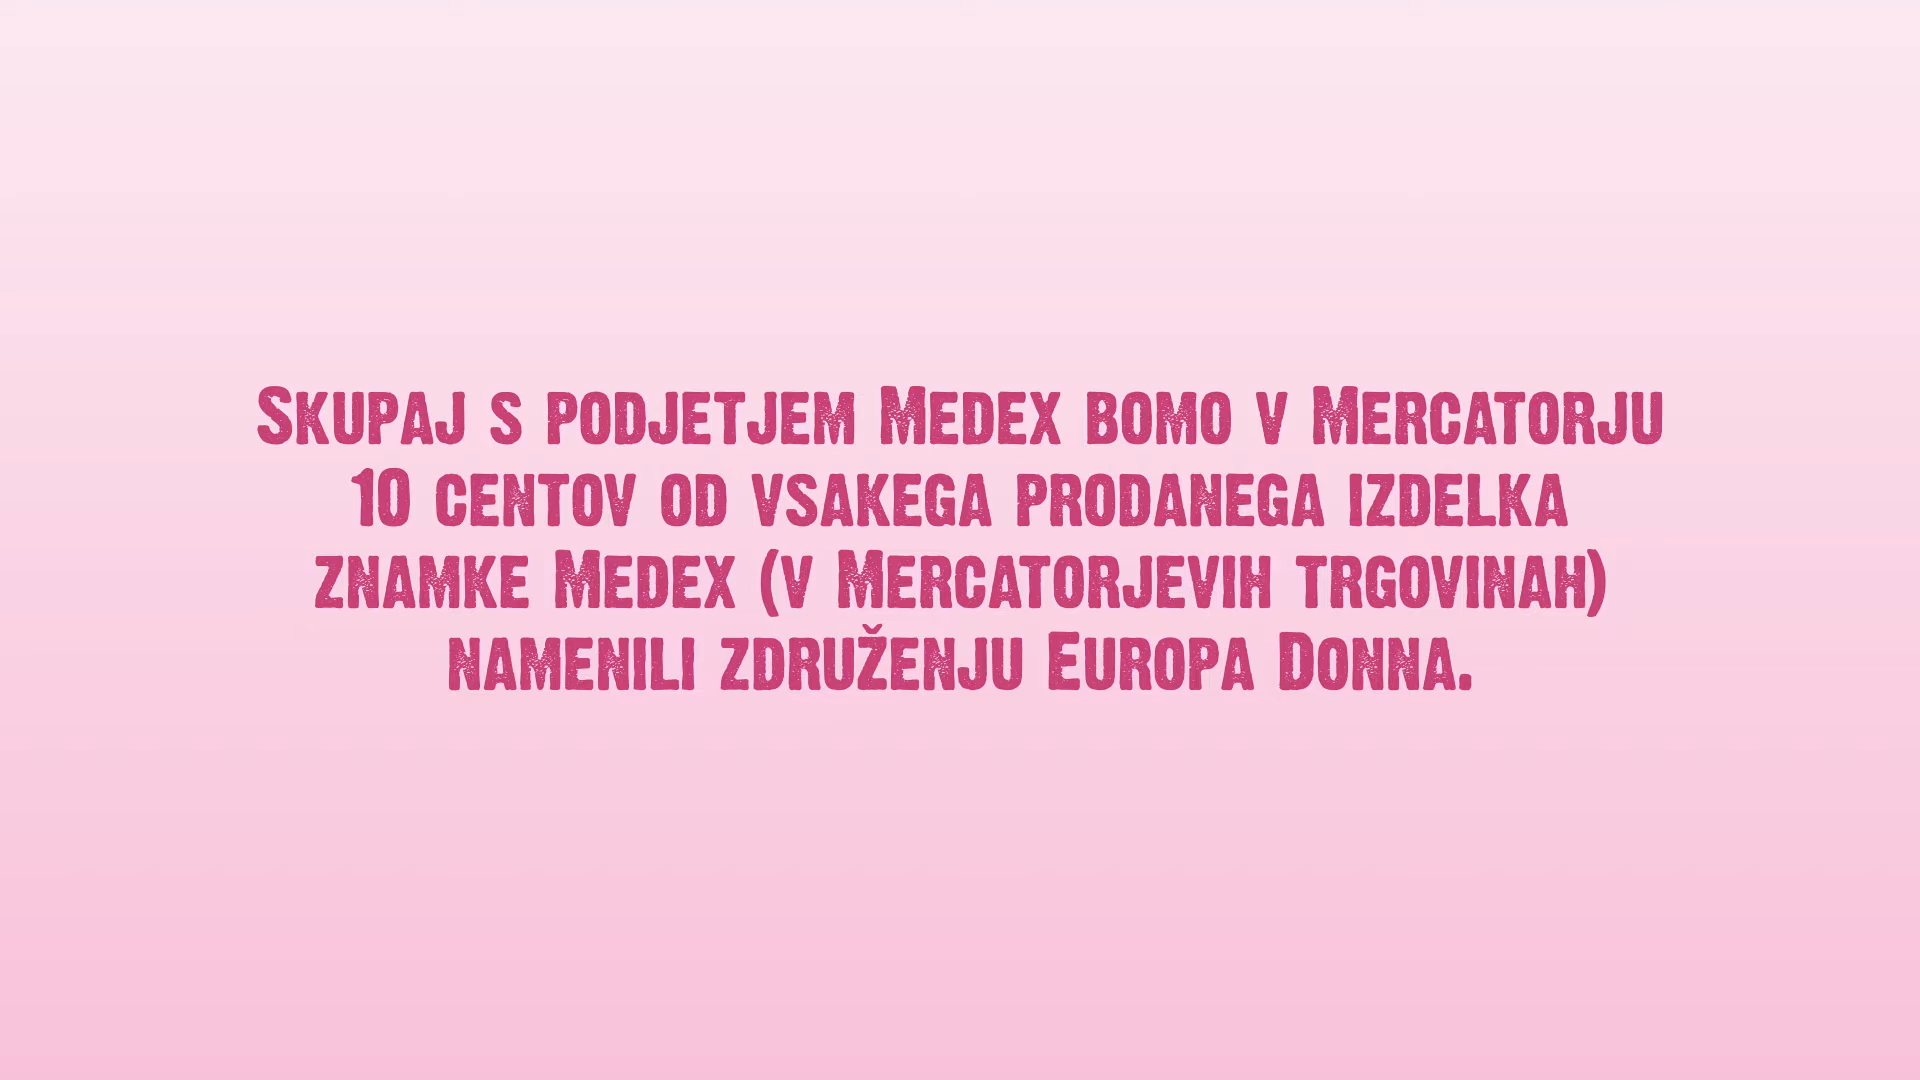 Skupaj s podjetjem Medex bomo v Mercatorju
10 centov od vsakega prodanega izdelka
znamke Medex (v Mercatorjevih trgovinah)
namenili združenju Europa Donna.